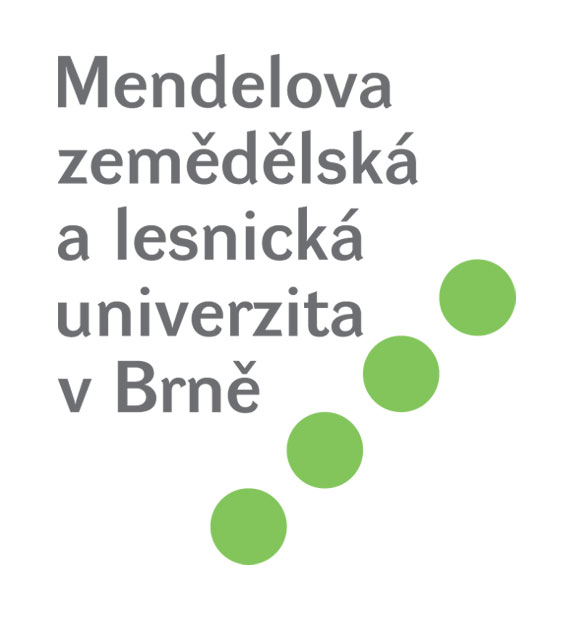 Mendelova
zemědělská
a lesnická
univerzita
v Brně